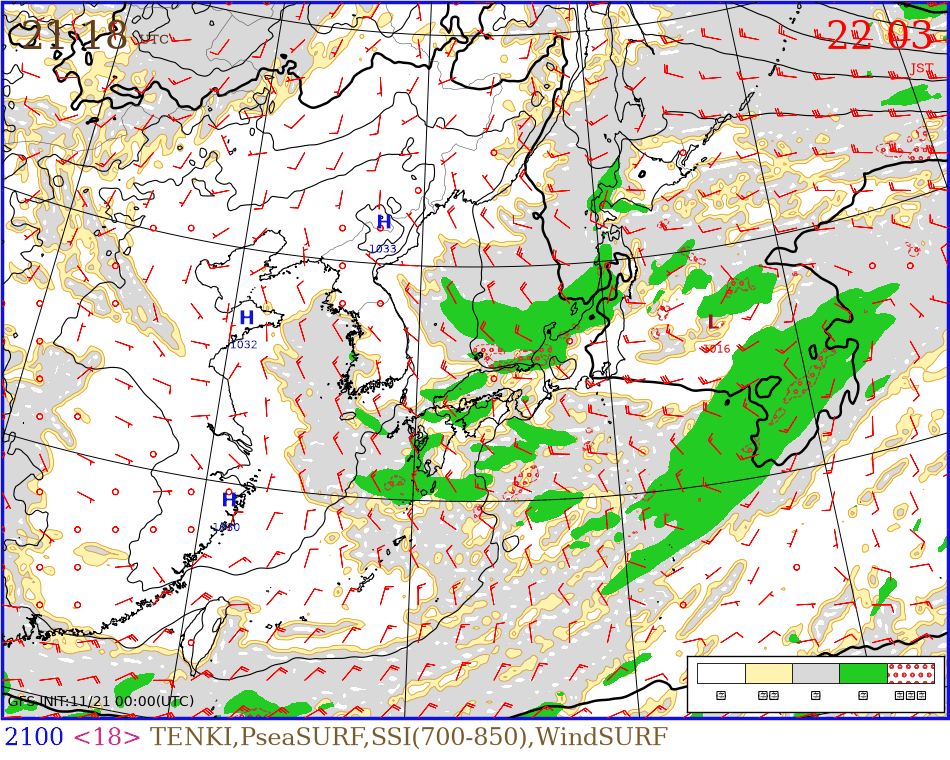 21 18 UTC
22 03
JST
H
1033
H
1032
L
1016
H
GFS INIT:11/21 00:00(UTC)
2100 <18> TENKI,PseaSURF,SSI(700-850),WindSURF